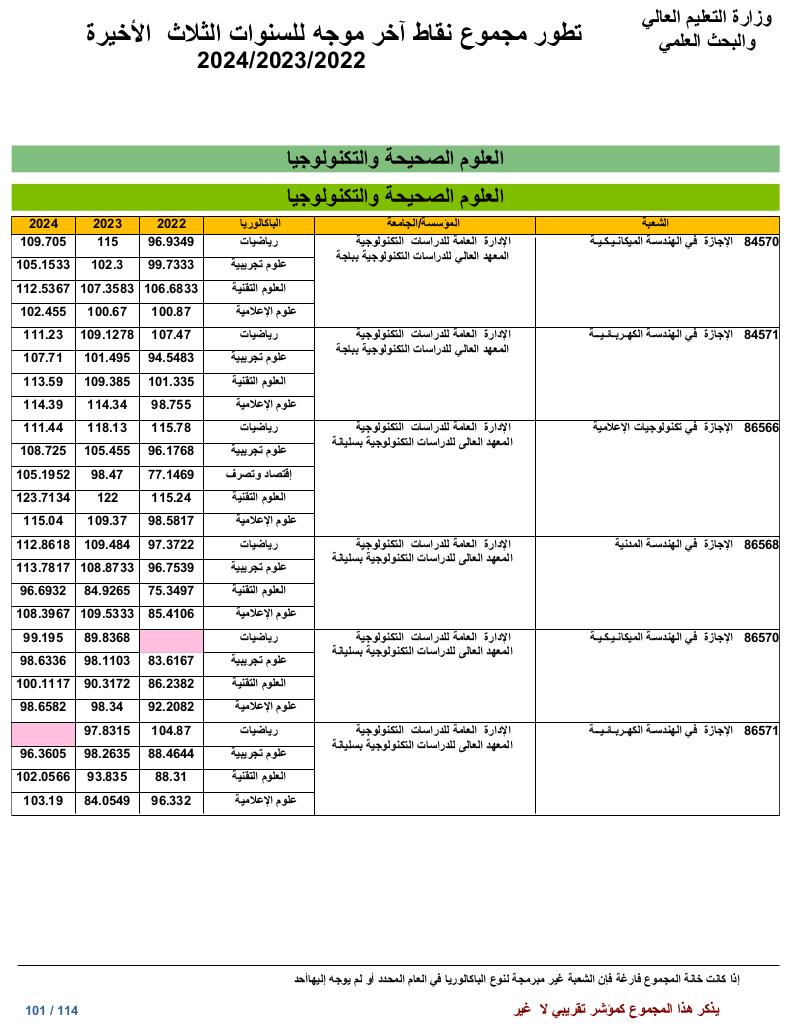 وزارة التعليم العالي
والبحث العلمي
تطور مجموع نقاط آخر موجه للسنوات الثلاث الأخيرة
2024/2023/2022
العلوم الصحيحة والتكنولوجيا
العلوم الصحيحة والتكنولوجيا
الشعبة المؤسسة/الجامعة الباكالوريا 2022 2023 2024
84570 الإجازة في الهندسة الميكانيكية الإدارة العامة للدراسات التكنولوجية رياضيات 96.9349 115 109.705
المعهد العالي للدراسات التكنولوجية بباجة علوم تجريبية 99.7333 102.3 105.1533
العلوم التقنية 106.6833 107.3583 112.5367
علوم الإعلامية 100.87 100.67 102.455
84571 الإجازة في الهندسة الكهربائية الإدارة العامة للدراسات التكنولوجية رياضيات 107.47 109.1278 111.23
المعهد العالي للدراسات التكنولوجية بباجة علوم تجريبية 94.5483 101.495 107.71
العلوم التقنية 101.335 109.385 113.59
علوم الإعلامية 98.755 114.34 114.39
86566 الإجازة في تكنولوجيات الإعلامية الإدارة العامة للدراسات التكنولوجية رياضيات 115.78 118.13 111.44
المعهد العالي للدراسات التكنولوجية بسليانة علوم تجريبية 96.1768 105.455 108.725
إقتصاد وتصرف 77.1469 98.47 105.1952
العلوم التقنية 115.24 122 123.7134
علوم الإعلامية 98.5817 109.37 115.04
86568 الإجازة في الهندسة المدنية الإدارة العامة للدراسات التكنولوجية رياضيات 97.3722 109.484 112.8618
المعهد العالي للدراسات التكنولوجية بسليانة علوم تجريبية 96.7539 108.8733 113.7817
العلوم التقنية 75.3497 84.9265 96.6932
علوم الإعلامية 85.4106 109.5333 108.3967
86570 الإجازة في الهندسة الميكانيكية الإدارة العامة للدراسات التكنولوجية رياضيات 89.8368 99.195
المعهد العالي للدراسات التكنولوجية بسليانة علوم تجريبية 83.6167 98.1103 98.6336
العلوم التقنية 86.2382 90.3172 100.1117
علوم الإعلامية 92.2082 98.34 98.6582
86571 الإجازة في الهندسة الكهربائية الإدارة العامة للدراسات التكنولوجية رياضيات 104.87 97.8315
المعهد العالي للدراسات التكنولوجية بسليانة علوم تجريبية 88.4644 98.2635 96.3605
العلوم التقنية 88.31 93.835 102.0566
علوم الإعلامية 96.332 84.0549 103.19
إذا كانت خانة المجموع فارغة فإن الشعبة غير مبرمجة لنوع الباكالوريا في العام المحدد أو لم يوجه إليهاأحد
يذكر هذا المجموع كمؤشر تقريبي لا غير
101 / 114